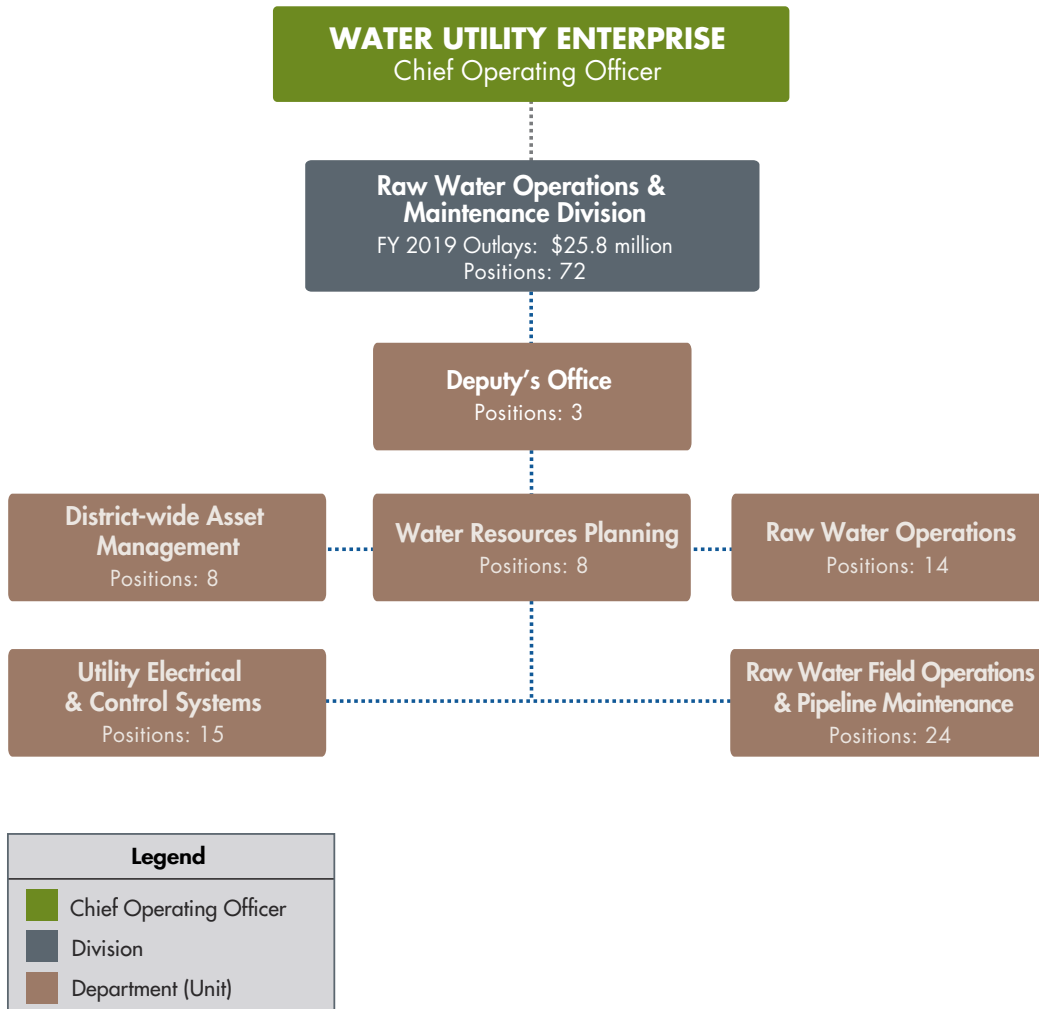 WATER UTILITY ENTERPRISE
Chief Operating Officer
Raw Water Operations &
Maintenance Division
FY 2019 Outlays: $25.8 million
Positions: 72
Deputy’s Office
Positions: 3
District-wide Asset
Management
Positions: 8
Water Resources Planning
Positions: 8
Raw Water Operations
Positions: 14
Utility Electrical
& Control Systems
Positions: 15
Raw Water Field Operations
& Pipeline Maintenance
Positions: 24
Legend
Chief Operating Officer
Division
Department (Unit)